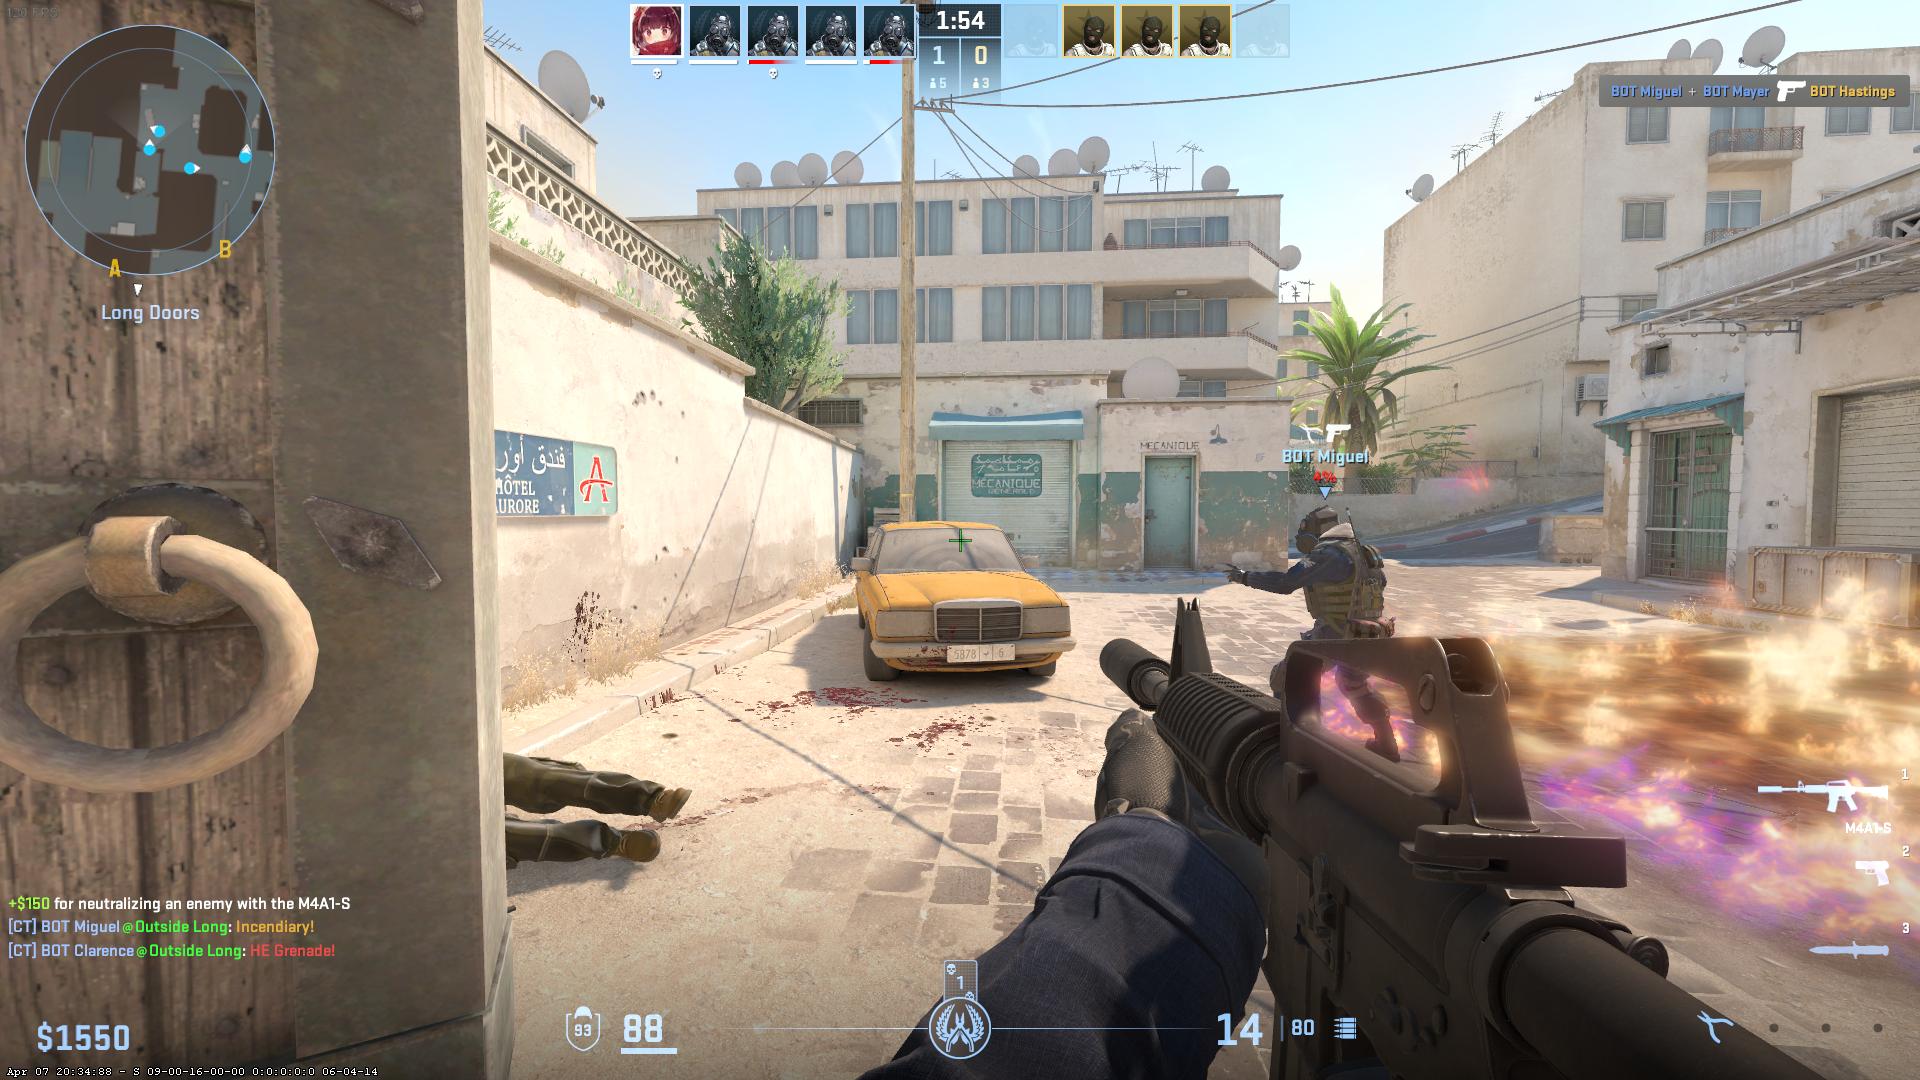 120 FPS
1:54
1 0
5 3
BOT Miguel + BOT Mayer BOT Hastings
B
A
Long Doors
فندق أور
HÔTEL
AURORE
A
MECANIQUE
MÉCANIQUE
GENERALE
BOT Miguel
4%
5878 6
1
M4A1-S
2
3
+$150 for neutralizing an enemy with the M4A1-S
[CT] BOT Miguel@Outside Long: Incendiary!
[CT] BOT Clarence@Outside Long: HE Grenade!
$1550
93 88
1
14 80
Apr 07 20:34:88 - S 09-00-16-00-00 0:0:0:0:0 06-04-14